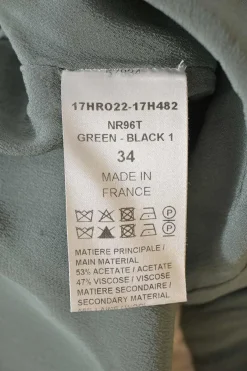 17HRO22-17H482
NR96T
GREEN - BLACK 1
34
MADE IN
FRANCE
MATIERE PRINCIPALE /
MAIN MATERIAL
53% ACETATE / ACETATE
47% VISCOSE / VISCOSE
MATIERE SECONDAIRE /
SECONDARY MATERIAL